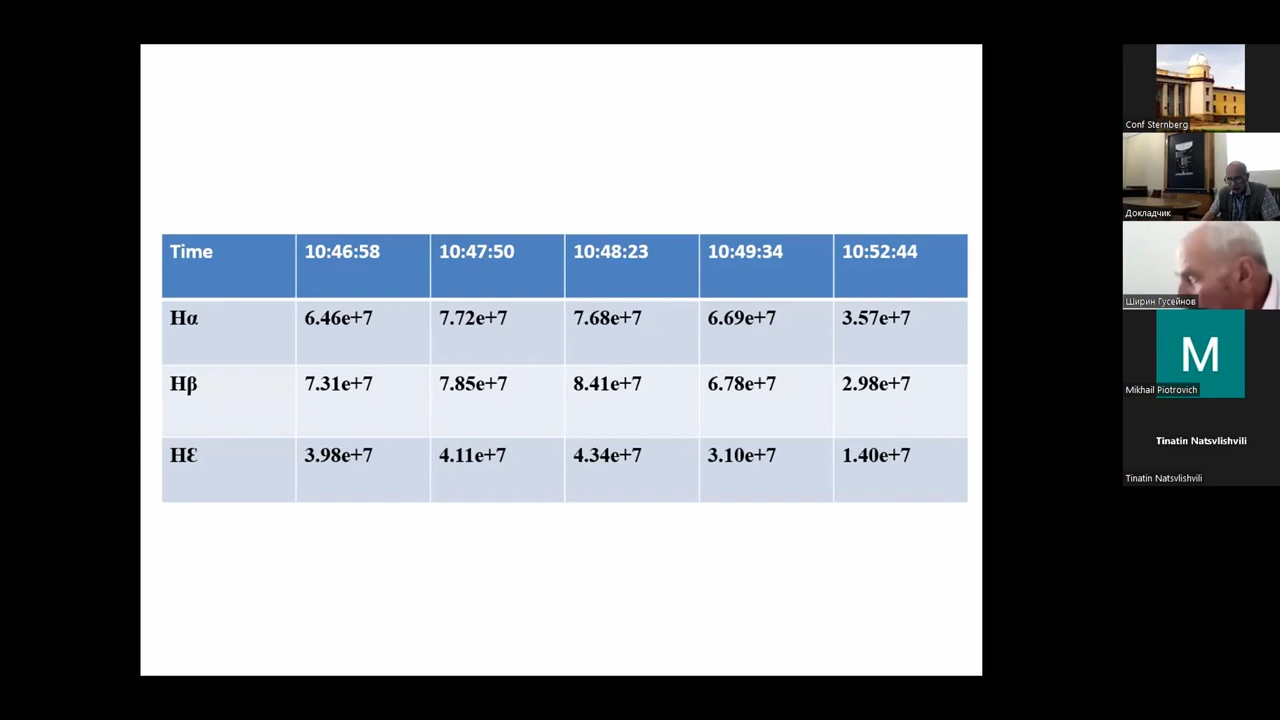 Time 10:46:58 10:47:50 10:48:23 10:49:34 10:52:44
Hα 6.46e+7 7.72e+7 7.68e+7 6.69e+7 3.57e+7
Hβ 7.31e+7 7.85e+7 8.41e+7 6.78e+7 2.98e+7
HƐ 3.98e+7 4.11e+7 4.34e+7 3.10e+7 1.40e+7
Conf Sternberg
Докладчик
Ширин Гусейнов
M
Mikhail Piotrovich
Tinatin Natsvlishvili
Tinatin Natsvlishvili